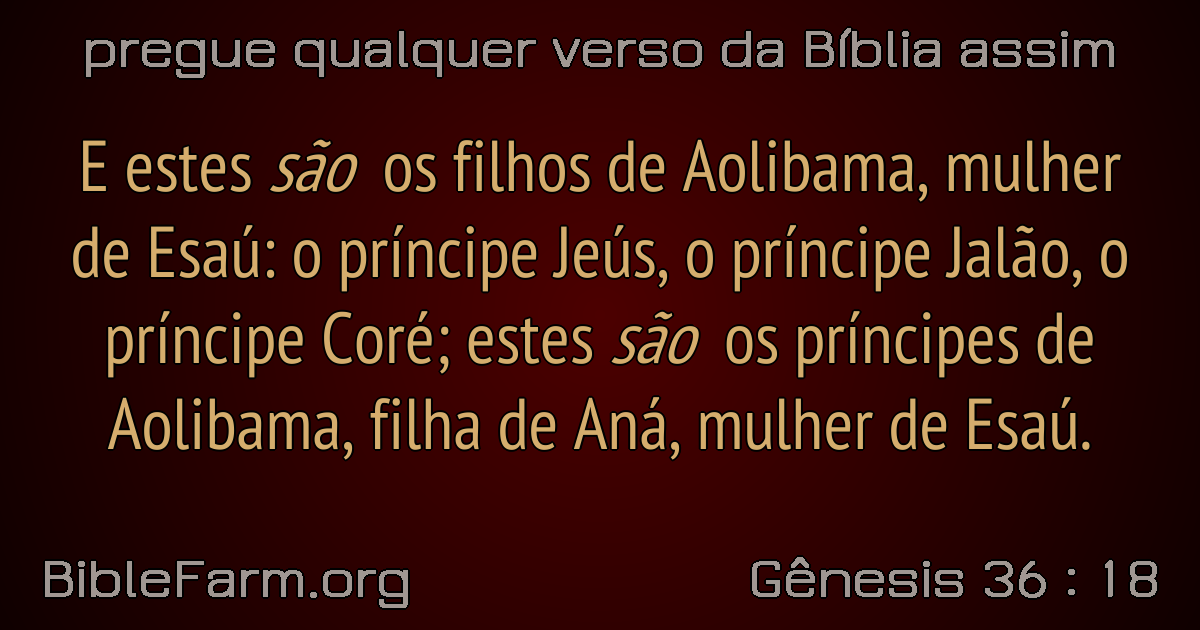 pregue qualquer verso da Bíblia assim
E estes são os filhos de Aolibama, mulher
de Esaú: o príncipe Jeús, o príncipe Jalão, o
príncipe Coré; estes são os príncipes de
Aolibama, filha de Aná, mulher de Esaú.
BibleFarm.org
Gênesis 36 : 18